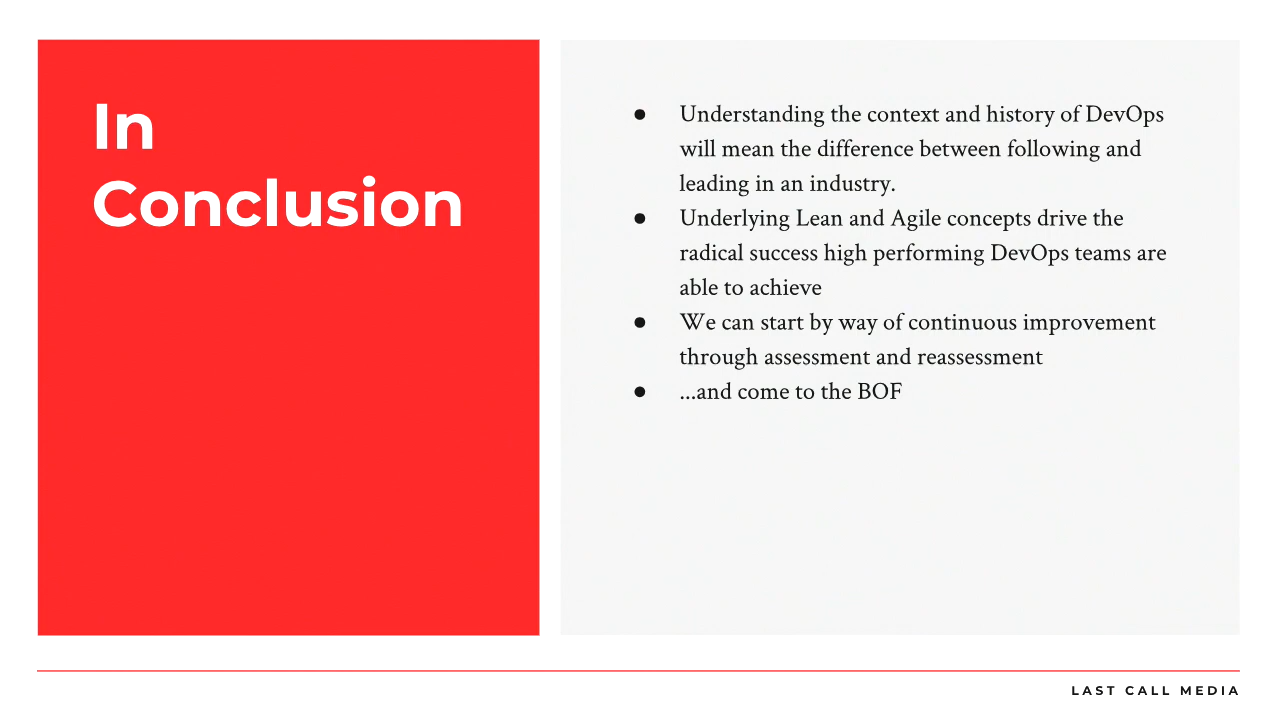 In
Conclusion
● Understanding the context and history of DevOps
will mean the difference between following and
leading in an industry.
● Underlying Lean and Agile concepts drive the
radical success high performing DevOps teams are
able to achieve
● We can start by way of continuous improvement
through assessment and reassessment
● ...and come to the BOF
LAST CALL MEDIA